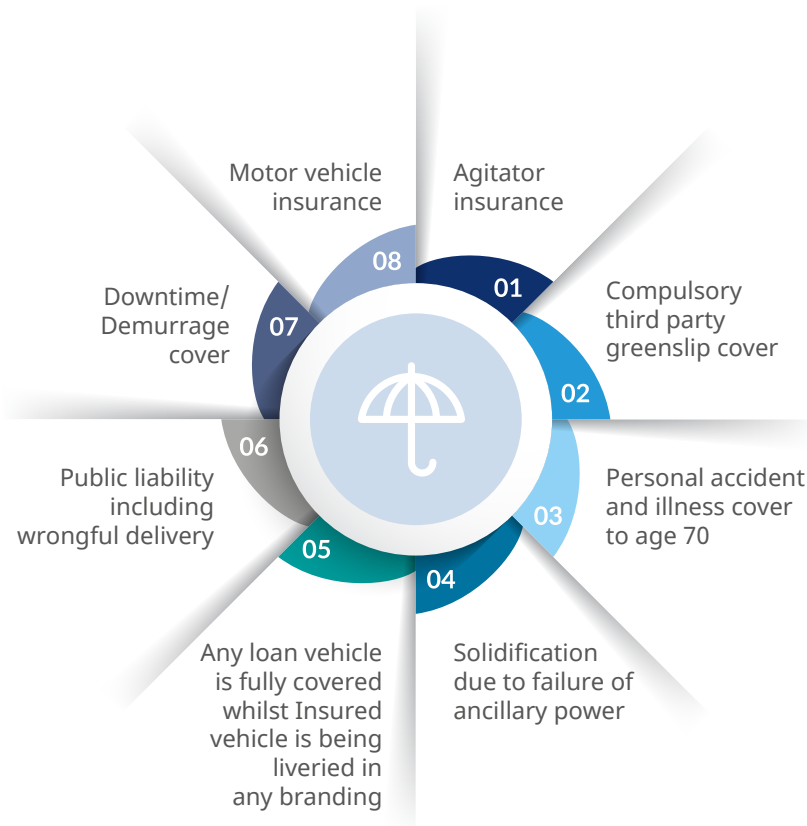 01
Agitator
insurance
02
Compulsory
third party
greenslip cover
03
Personal accident
and illness cover
to age 70
04
Solidification
due to failure of
ancillary power
05
Any loan vehicle
is fully covered
whilst Insured
vehicle is being
liveried in
any branding
06
Public liability
including
wrongful delivery
07
Downtime/
Demurrage
cover
08
Motor vehicle
insurance